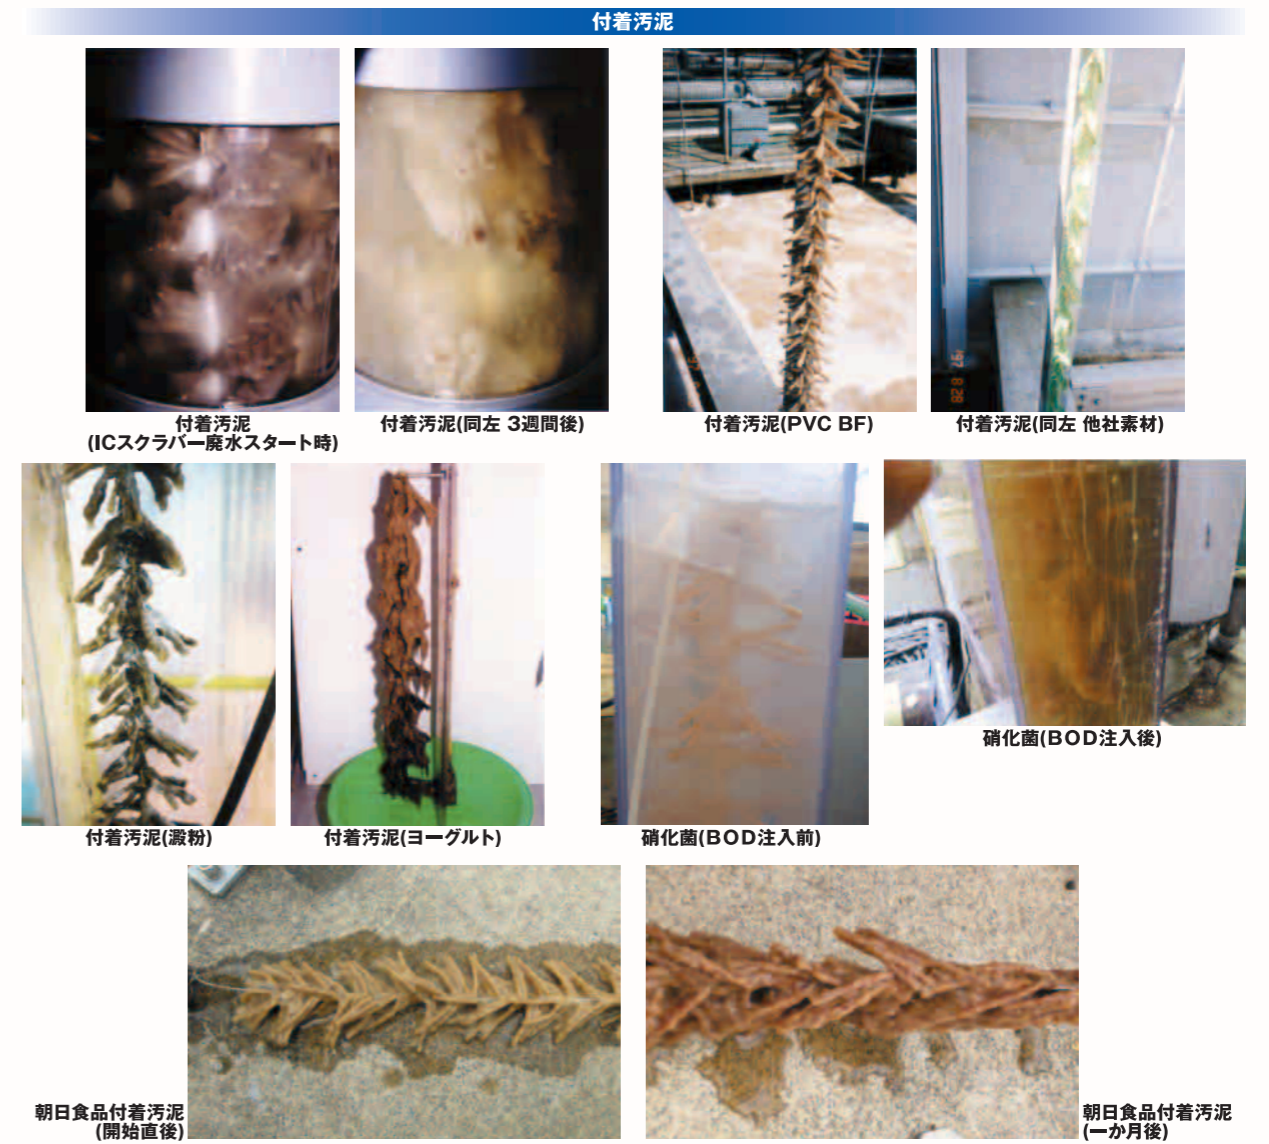 付着汚泥
付着汚泥
(ICスクラバー廃水スタート時)
付着汚泥(同左 3週間後)
付着汚泥(PVC BF)
付着汚泥(同左 他社素材)
'97 8 28
付着汚泥(澱粉)
付着汚泥(ヨーグルト)
硝化菌(BOD注入前)
硝化菌(BOD注入後)
朝日食品付着汚泥
(開始直後)
朝日食品付着汚泥
(一か月後)